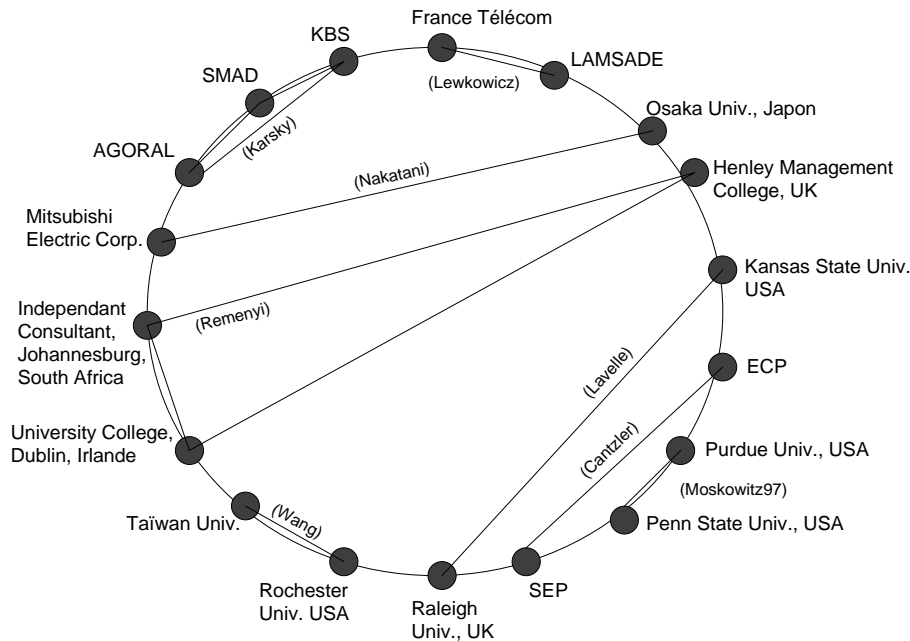 France Télécom
KBS
LAMSADE
(Lewkowicz)
SMAD
Osaka Univ., Japon
(Karsky)
AGORAL
Henley Management
College, UK
(Nakatani)
Mitsubishi
Electric Corp.
Kansas State Univ.
USA
Independant
Consultant,
Johannesburg,
South Africa
(Remenyi)
(Lavelle)
ECP
University College,
Dublin, Irlande
(Cantzler)
Purdue Univ., USA
(Moskowitz97)
Taïwan Univ.
(Wang)
Penn State Univ., USA
Rochester
Univ. USA
Raleigh
Univ., UK
SEP